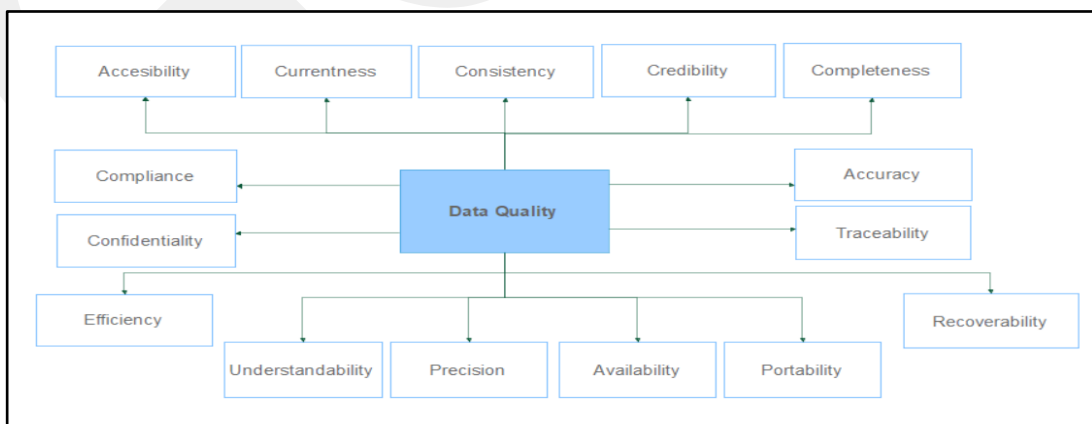 Accesibility
Currentness
Consistency
Credibility
Completeness
Compliance
Accuracy
Data Quality
Confidentiality
Traceability
Efficiency
Recoverability
Understandability
Precision
Availability
Portability